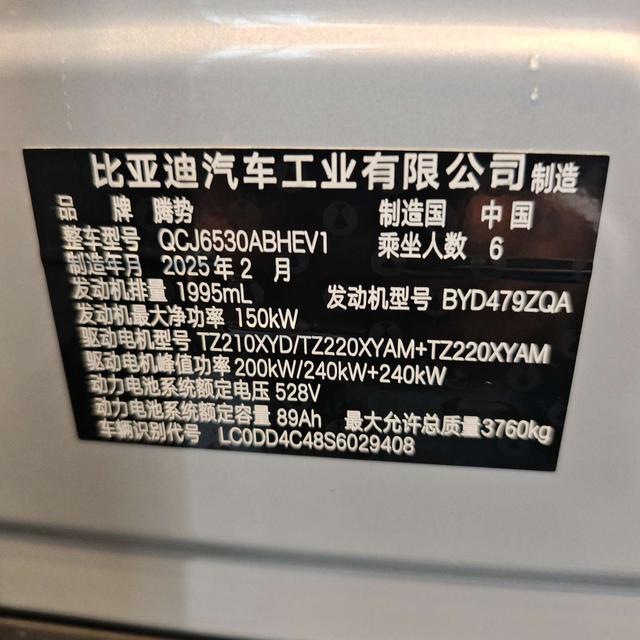 比亚迪汽车工业有限公司 制造
品 牌 腾势 制造国 中国
整车型号 QCJ6530ABHEV1 乘坐人数 6
制造年月 2025年2月
发动机排量 1995mL 发动机型号 BYD479ZQA
发动机最大净功率 150kW
驱动电机型号 TZ210XYD/TZ220XYAM+TZ220XYAM
驱动电机峰值功率 200kW/240kW+240kW
动力电池系统额定电压 528V
动力电池系统额定容量 89Ah 最大允许总质量3760kg
车辆识别代号 LC0DD4C48S6029408